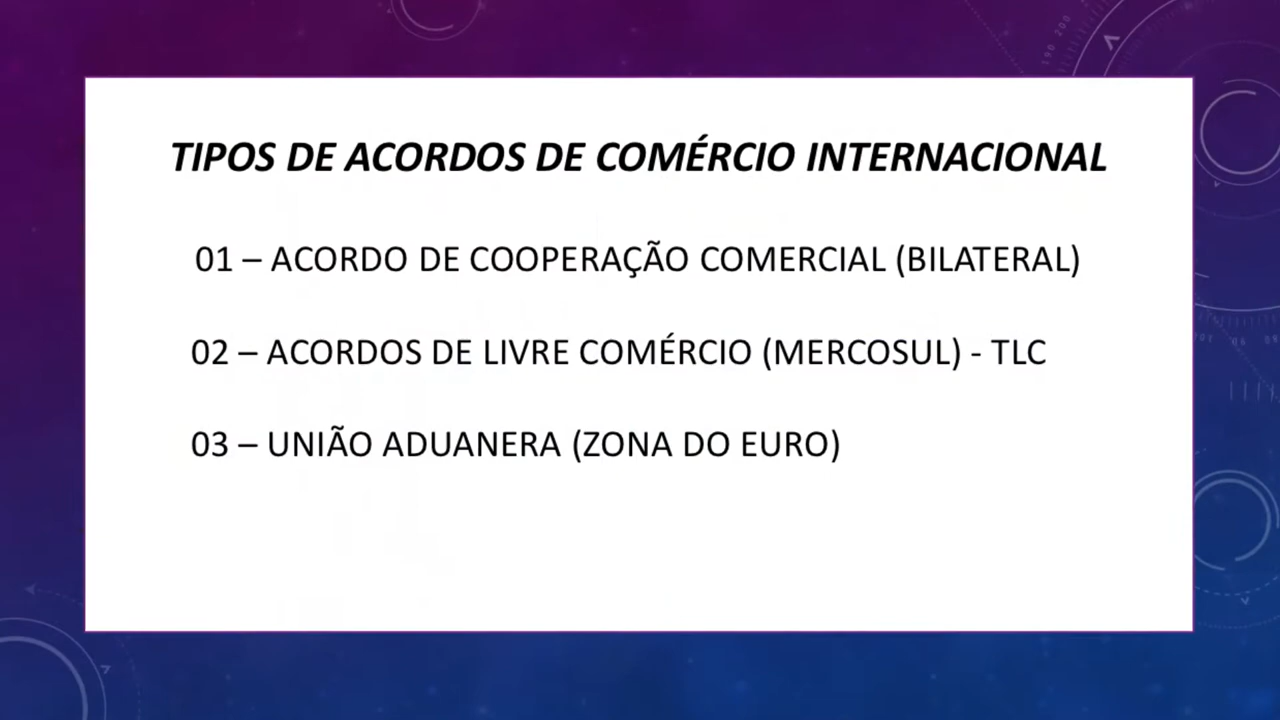 TIPOS DE ACORDOS DE COMÉRCIO INTERNACIONAL
01 – ACORDO DE COOPERAÇÃO COMERCIAL (BILATERAL)
02 – ACORDOS DE LIVRE COMÉRCIO (MERCOSUL) - TLC
03 – UNIÃO ADUANERA (ZONA DO EURO)